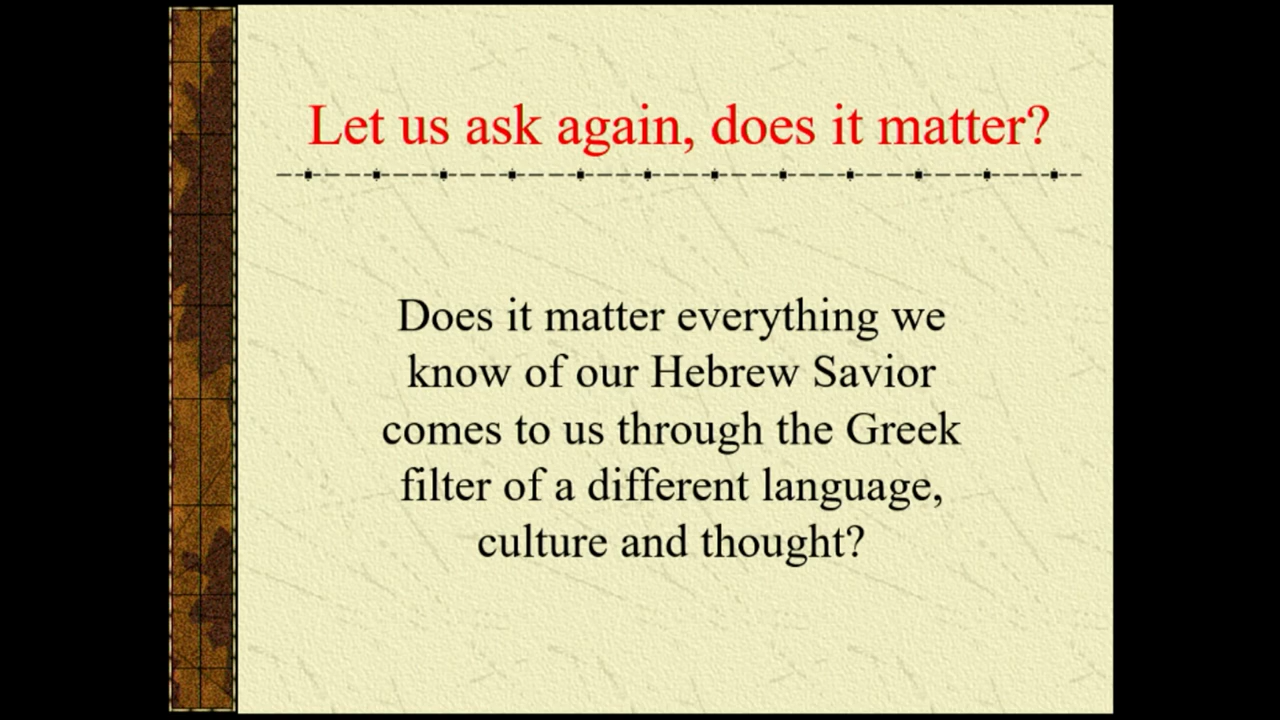 Let us ask again, does it matter?
Does it matter everything we
know of our Hebrew Savior
comes to us through the Greek
filter of a different language,
culture and thought?